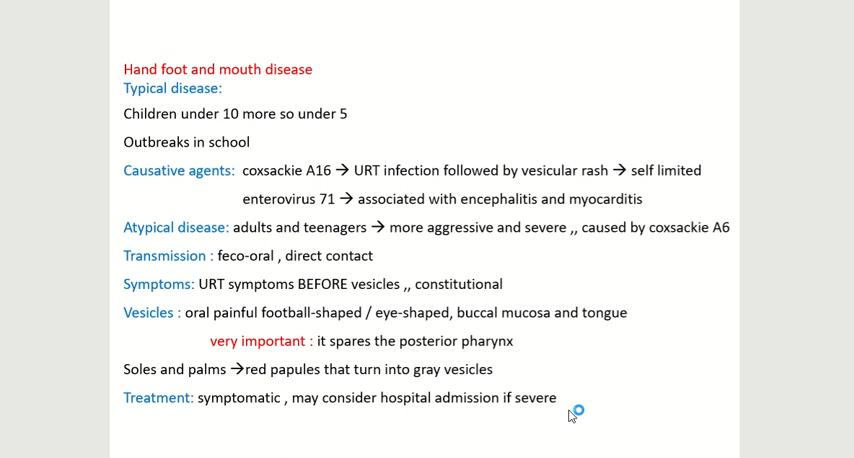 Hand foot and mouth disease
Typical disease:
Children under 10 more so under 5
Outbreaks in school
Causative agents: coxsackie A16 → URT infection followed by vesicular rash → self limited
enterovirus 71 → associated with encephalitis and myocarditis
Atypical disease: adults and teenagers → more aggressive and severe ,, caused by coxsackie A6
Transmission : feco-oral , direct contact
Symptoms: URT symptoms BEFORE vesicles ,, constitutional
Vesicles : oral painful football-shaped / eye-shaped, buccal mucosa and tongue
very important : it spares the posterior pharynx
Soles and palms →red papules that turn into gray vesicles
Treatment: symptomatic , may consider hospital admission if severe